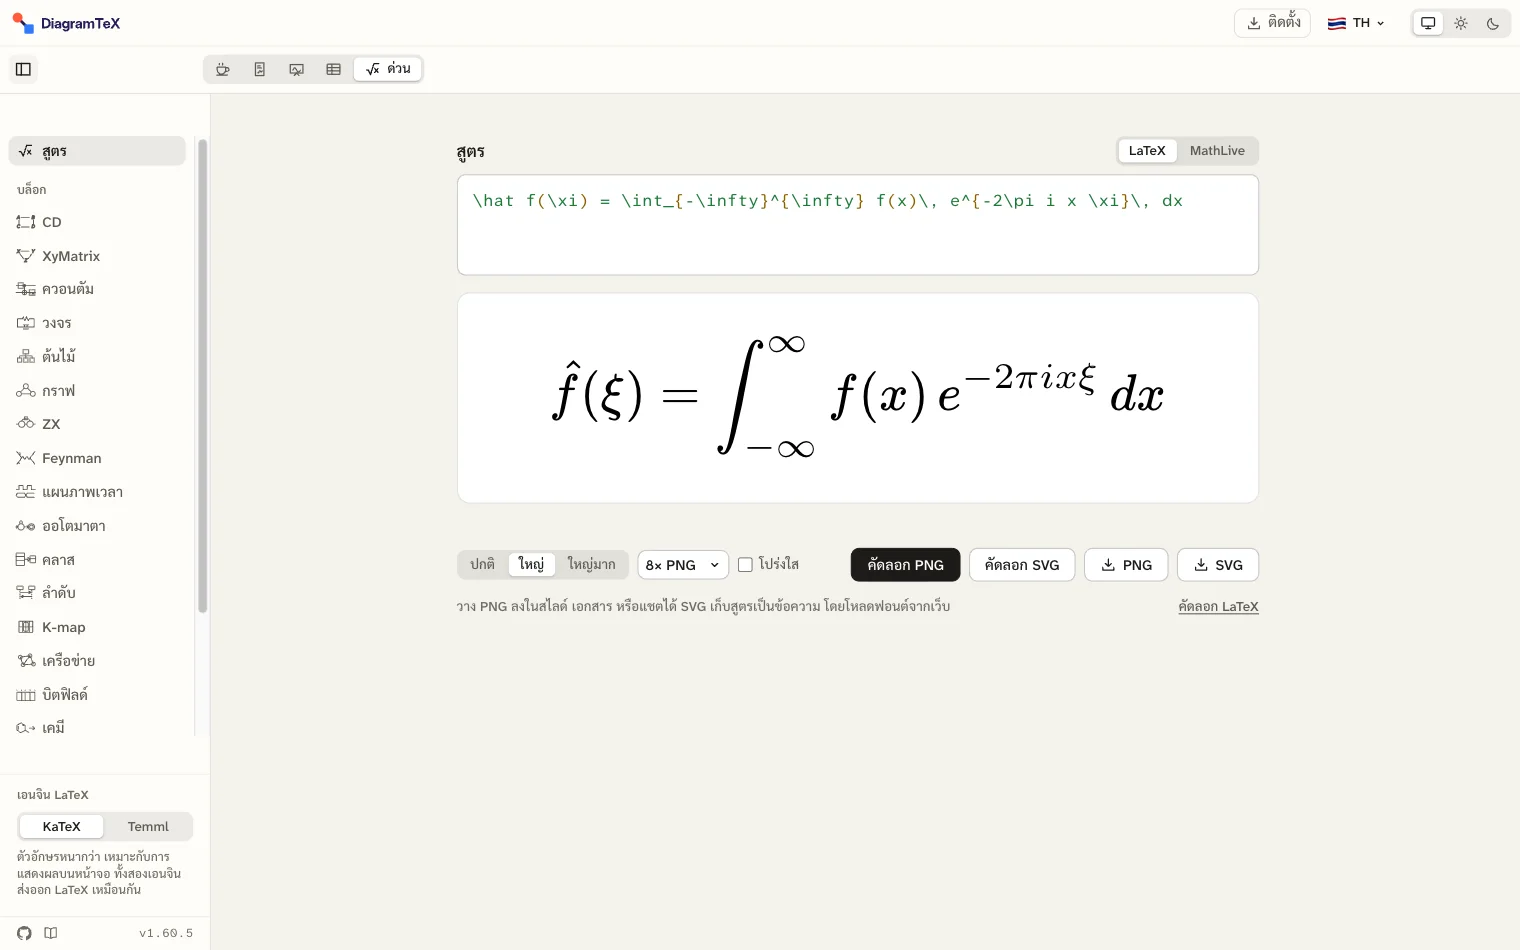 DiagramTeX
ติดตั้ง
TH
ด่วน
สูตร
บล็อก
CD
XyMatrix
ควอนตัม
วงจร
ต้นไม้
กราฟ
ZX
Feynman
แผนภาพเวลา
ออโตมาตา
คลาส
ลำดับ
K-map
เครือข่าย
บิตฟิลด์
เคมี
เอนจิน LaTeX
KaTeX
Temml
ตัวอักษรหนากว่า เหมาะกับการ
แสดงผลบนหน้าจอ ทั้งสองเอนจิน
ส่งออก LaTeX เหมือนกัน
v1.60.5
สูตร
LaTeX
MathLive
\hat f(\xi) = \int_{-\infty}^{\infty} f(x)\, e^{-2\pi i x \xi}\, dx
f̂(ξ) = ∫_{−∞}^{∞} f(x) e^{−2πixξ} dx
ปกติ
ใหญ่
ใหญ่มาก
8× PNG
โปร่งใส
คัดลอก PNG
คัดลอก SVG
PNG
SVG
วาง PNG ลงในสไลด์ เอกสาร หรือแชตได้ SVG เก็บสูตรเป็นข้อความ โดยโหลดฟอนต์จากเว็บ
คัดลอก LaTeX